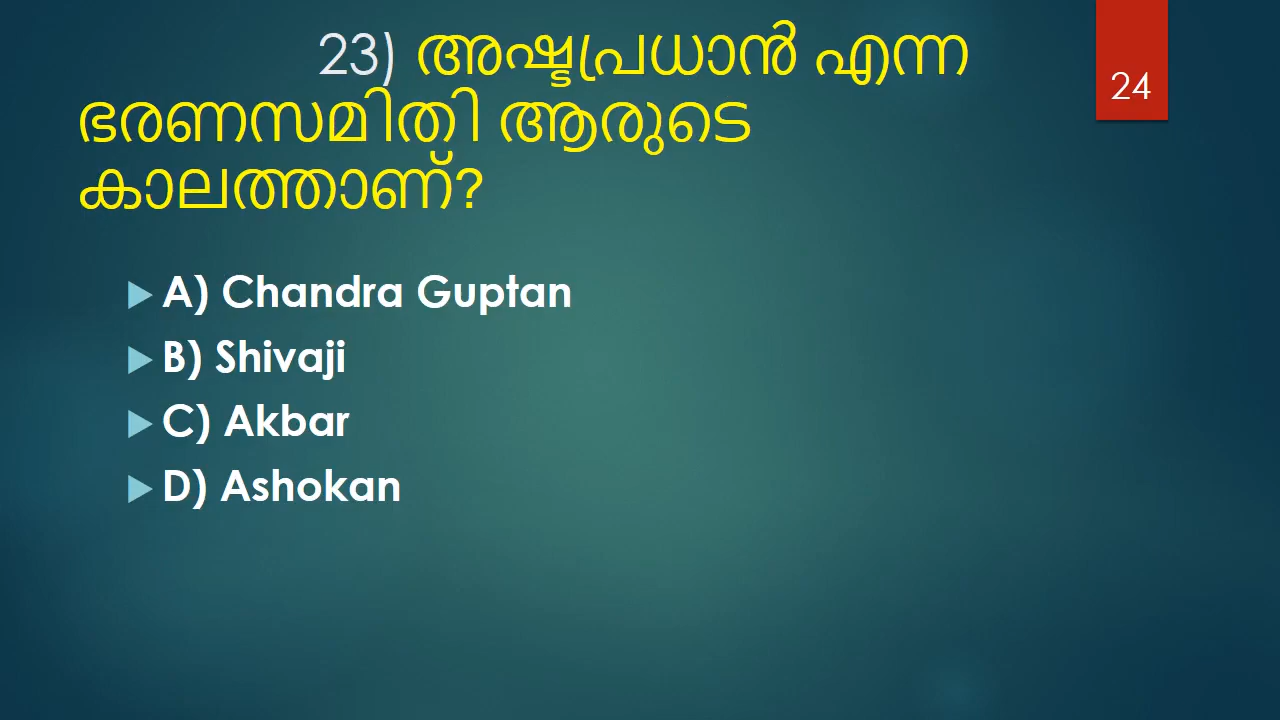 23) അഷ്ടപ്രധാൻ എന്ന
ഭരണസമിതി ആരുടെ
കാലത്താണ്?
24
A) Chandra Guptan
B) Shivaji
C) Akbar
D) Ashokan